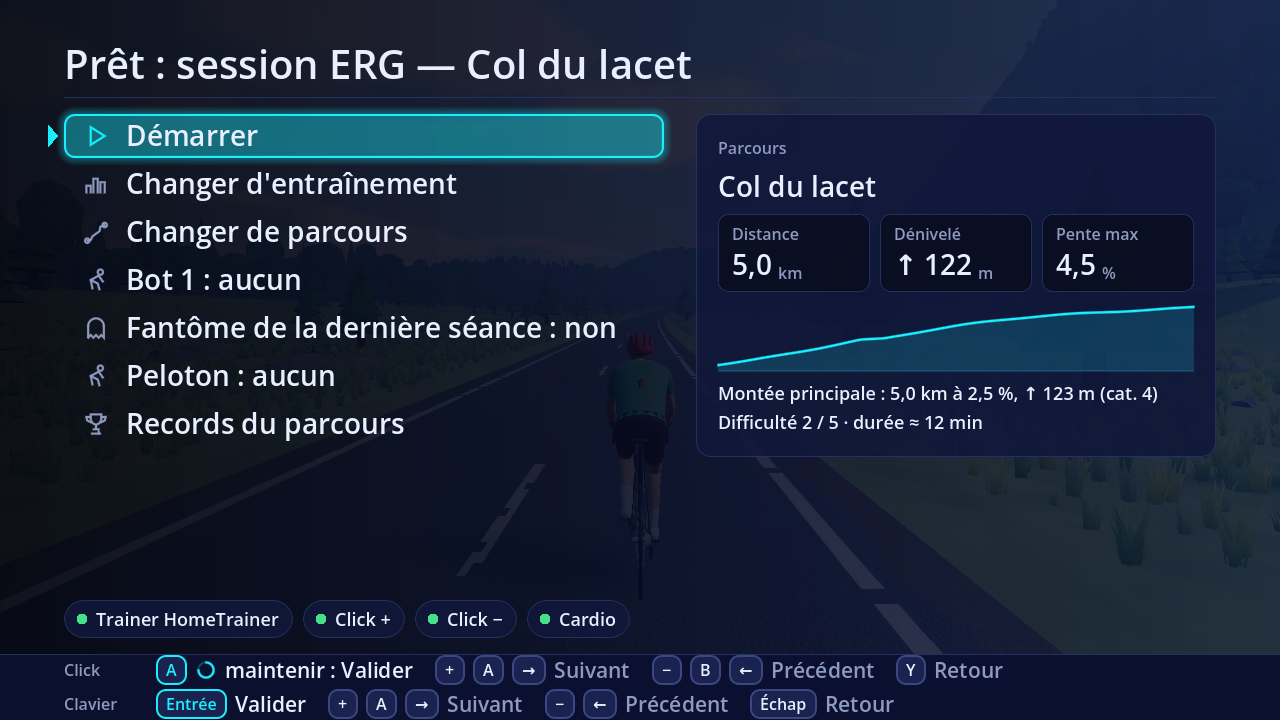 Prêt : session ERG — Col du lacet
Démarrer
Changer d'entraînement
Changer de parcours
Bot 1 : aucun
Fantôme de la dernière séance : non
Peloton : aucun
Records du parcours
Parcours
Col du lacet
Distance
5,0 km
Dénivelé
↑ 122 m
Pente max
4,5 %
Montée principale : 5,0 km à 2,5 %, ↑ 123 m (cat. 4)
Difficulté 2 / 5 · durée ≈ 12 min
Trainer HomeTrainer
Click +
Click −
Cardio
Click A maintenir : Valider + A → Suivant − B ← Précédent Y Retour
Clavier Entrée Valider + A → Suivant − ← Précédent Échap Retour